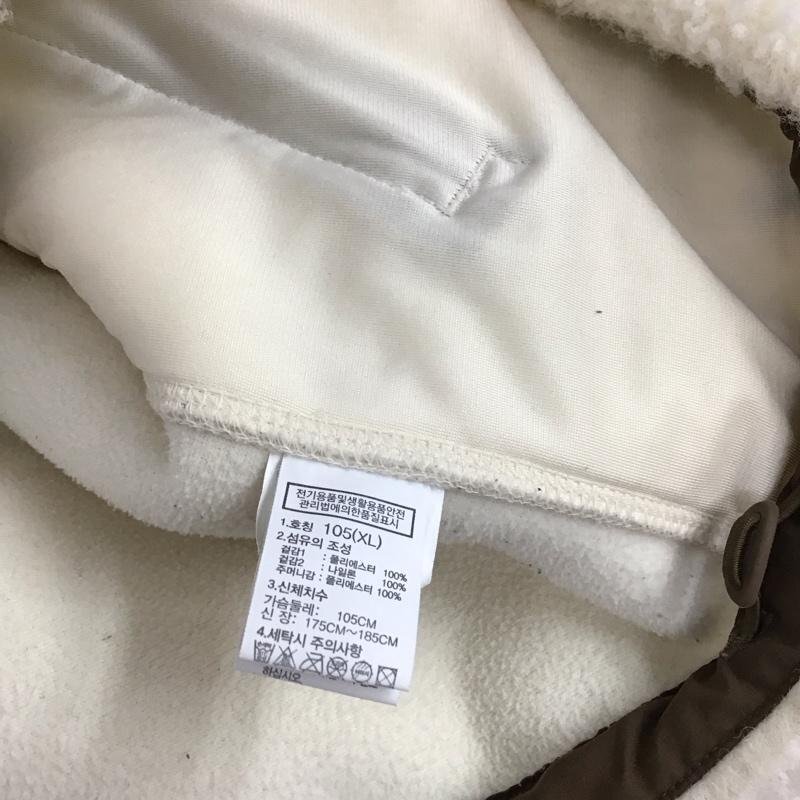 전기용품및생활용품안전
관리법에의한품질표시
1.호칭 105(XL)
2.섬유의 조성
겉감1 : 폴리에스터 100%
겉감2 : 나일론 100%
주머니감 : 폴리에스터 100%
3.신체치수
가슴둘레: 105CM
신 장: 175CM~185CM
4.세탁시 주의사항
하십시오